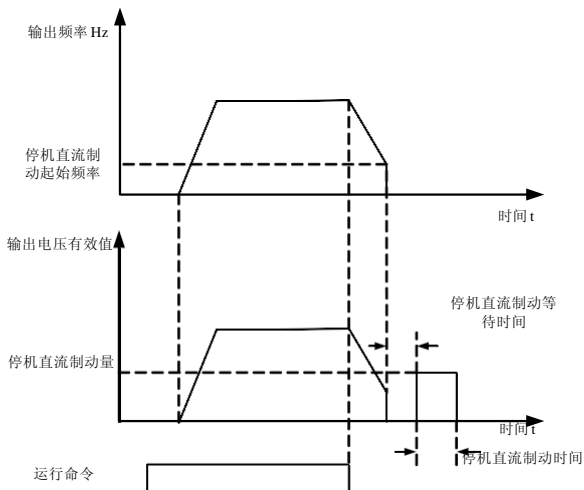 输出频率 Hz
停机直流制
动起始频率
时间 t
输出电压有效值
停机直流制动等
待时间
停机直流制动量
时间 t
停机直流制动时间
运行命令